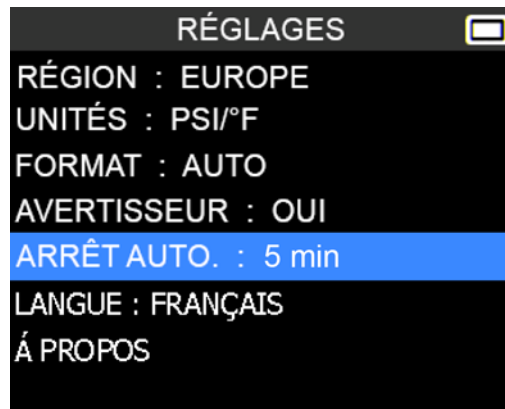 RÉGLAGES
RÉGION : EUROPE
UNITÉS : PSI/°F
FORMAT : AUTO
AVERTISSEUR : OUI
ARRÊT AUTO. : 5 min
LANGUE : FRANÇAIS
Á PROPOS